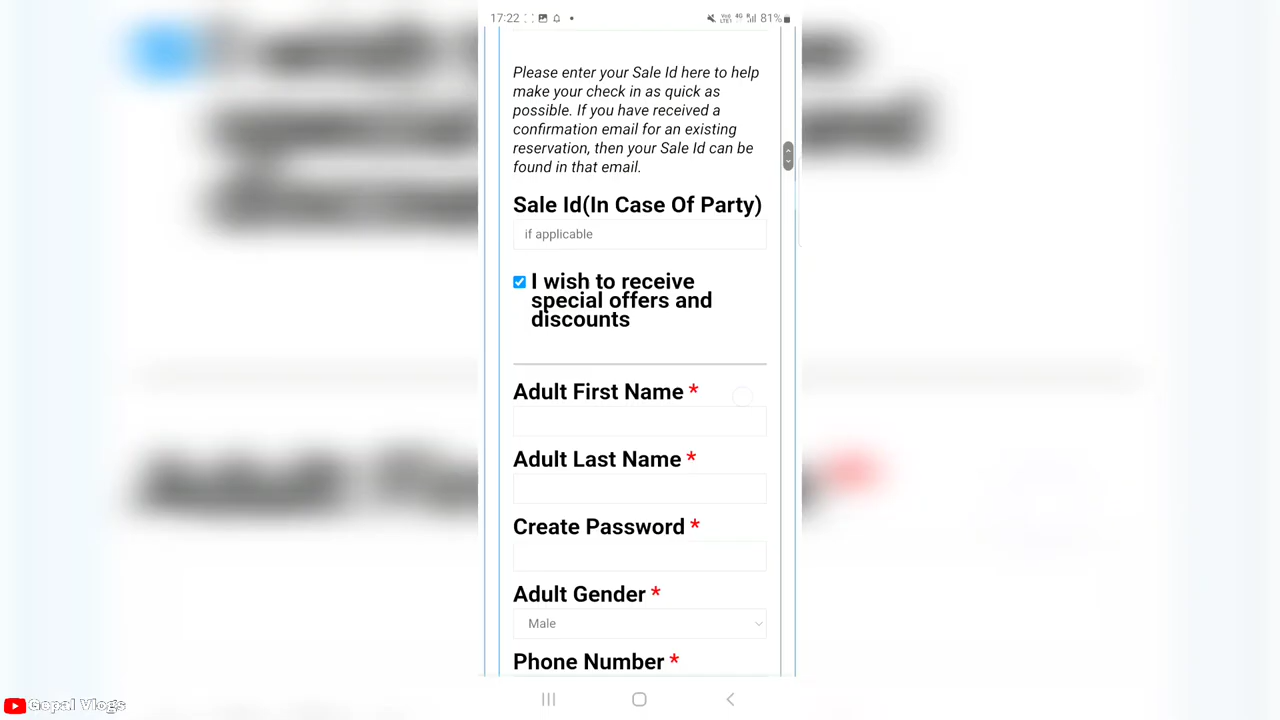 17:22
81%
Please enter your Sale Id here to help
make your check in as quick as
possible. If you have received a
confirmation email for an existing
reservation, then your Sale Id can be
found in that email.
Sale Id(In Case Of Party)
if applicable
I wish to receive
special offers and
discounts
Adult First Name *
Adult Last Name *
Create Password *
Adult Gender *
Male
Phone Number *
Gopal Vlogs